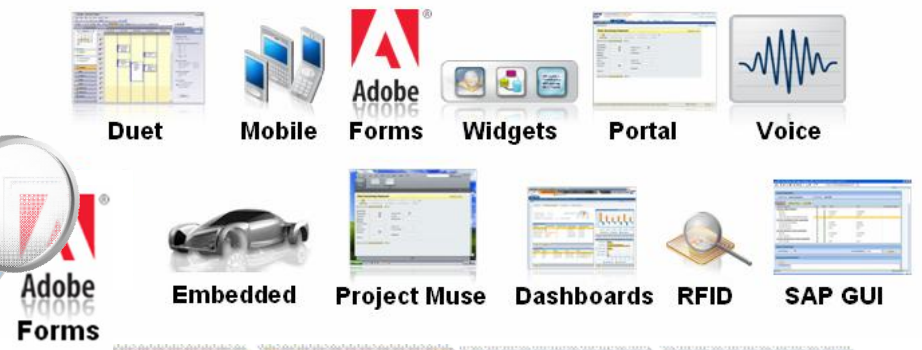 Adobe
Duet
Mobile
Forms
Widgets
Portal
Voice
Adobe
Forms
Embedded
Project Muse
Dashboards
RFID
SAP GUI